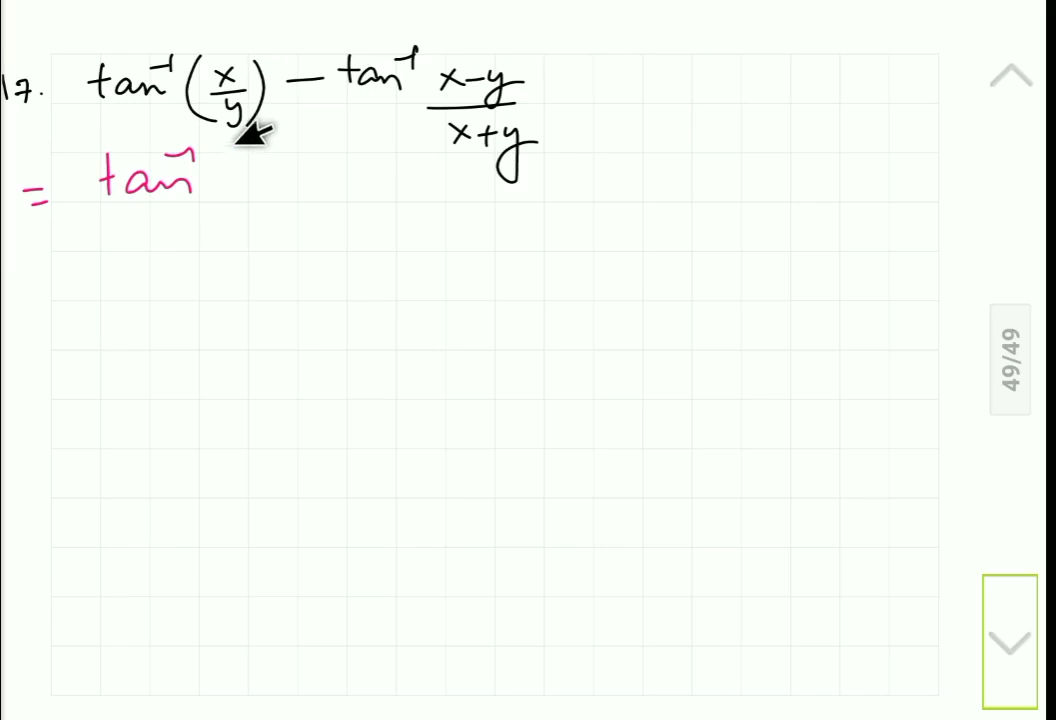 17. tan⁻¹ (x/y) - tan⁻¹ (x-y)/(x+y)
= tan⁻¹
49/49